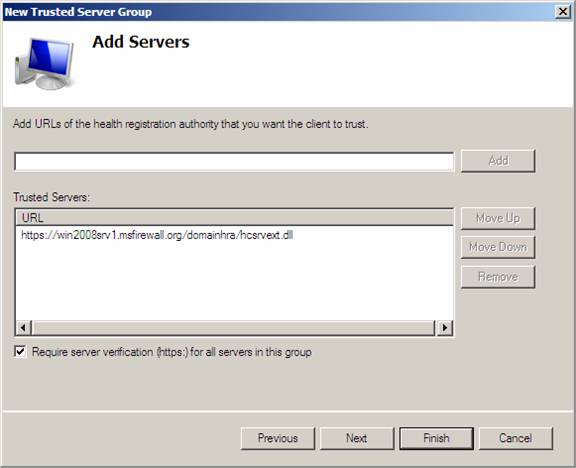 New Trusted Server Group
Add Servers
Add URLs of the health registration authority that you want the client to trust.
Add
Trusted Servers:
URL
https://win2008srv1.msfirewall.org/domainhra/hcsrvext.dll
Move Up
Move Down
Remove
Require server verification (https:) for all servers in this group
Previous
Next
Finish
Cancel